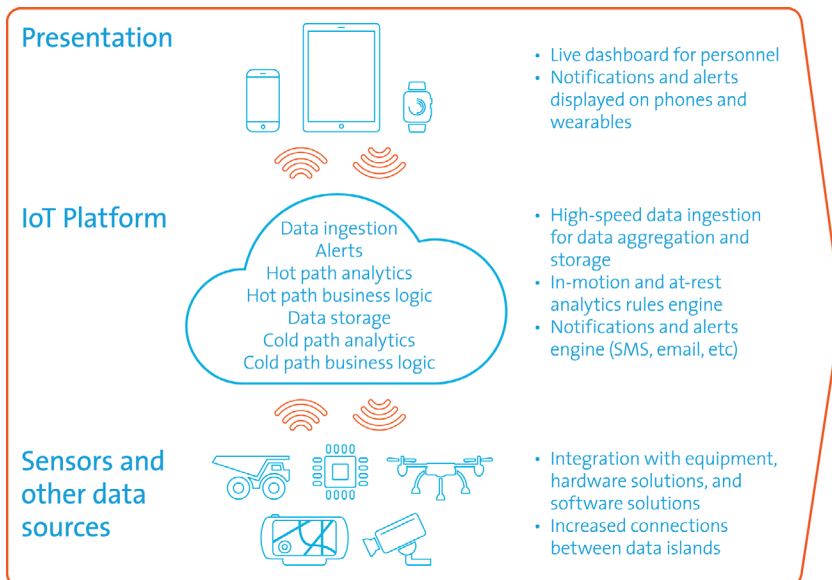 Presentation
• Live dashboard for personnel
• Notifications and alerts
displayed on phones and
wearables
IoT Platform
Data ingestion
Alerts
Hot path analytics
Hot path business logic
Data storage
Cold path analytics
Cold path business logic
• High-speed data ingestion
for data aggregation and
storage
• In-motion and at-rest
analytics rules engine
• Notifications and alerts
engine (SMS, email, etc)
Sensors and
other data
sources
• Integration with equipment,
hardware solutions, and
software solutions
• Increased connections
between data islands